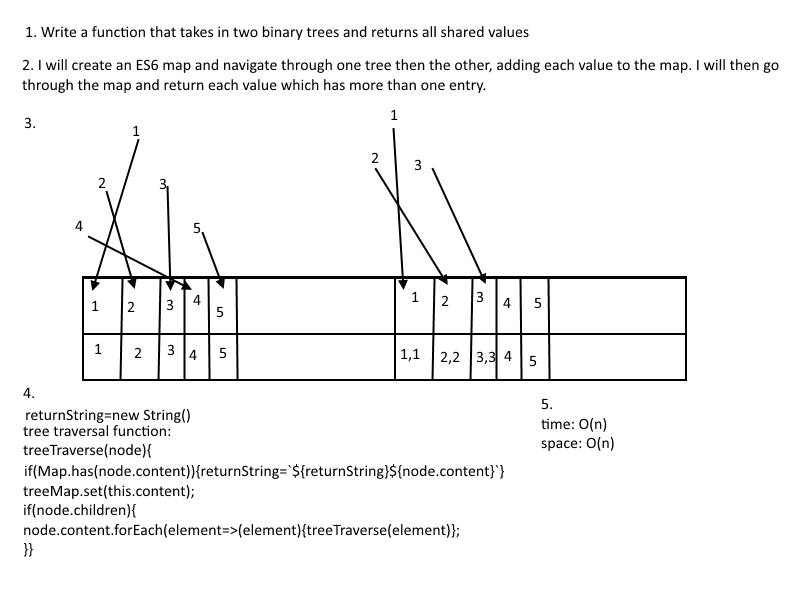 1. Write a function that takes in two binary trees and returns all shared values
2. I will create an ES6 map and navigate through one tree then the other, adding each value to the map. I will then go
through the map and return each value which has more than one entry.
3.
1
2
3
4
5
1
2
3
1 2 3 4 5
1 2 3 4 5
1 2 3 4 5
1,1 2,2 3,3 4 5
4.
returnString=new String()
tree traversal function:
treeTraverse(node){
if(Map.has(node.content)){returnString=`${returnString}${node.content}`}
treeMap.set(this.content);
if(node.children){
node.content.forEach(element=>(element){treeTraverse(element)};
}}
5.
time: O(n)
space: O(n)